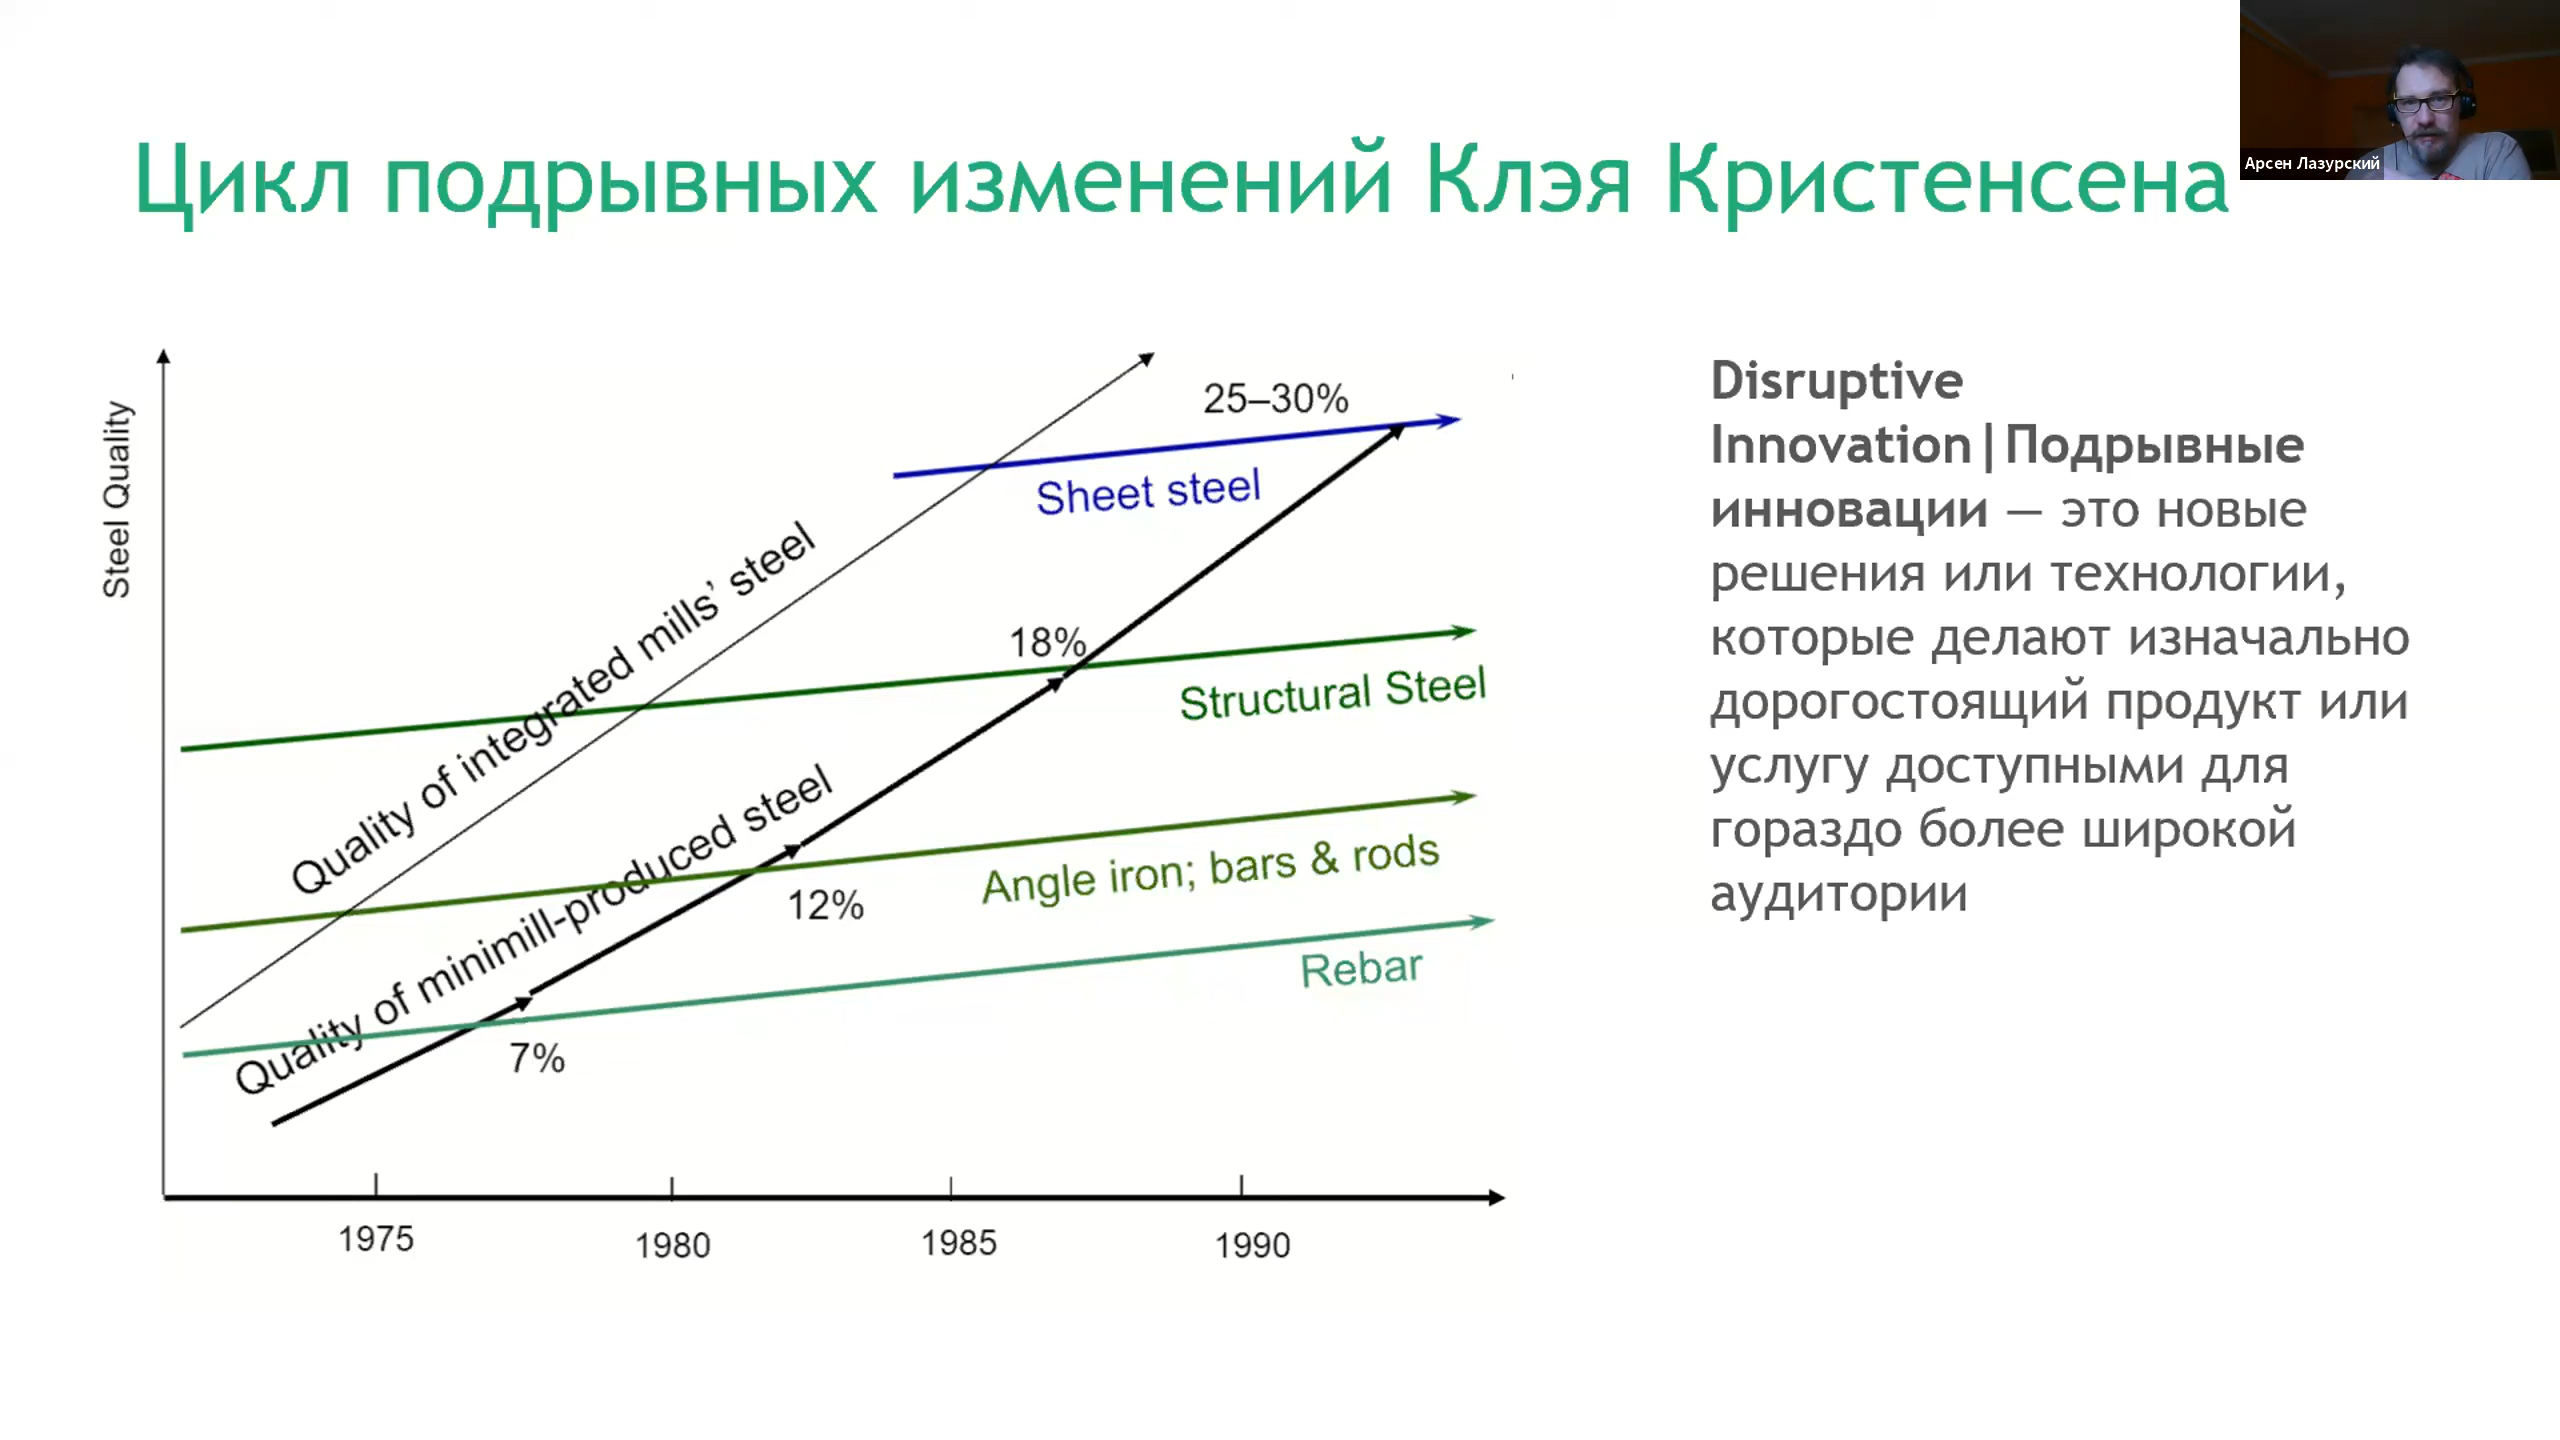 Цикл подрывных изменений Клэя Кристенсена
Арсен Лазурский
Steel Quality
Quality of integrated mills’ steel
Quality of minimill-produced steel
25–30%
Sheet steel
18%
Structural Steel
12%
Angle iron; bars & rods
Rebar
7%
1975
1980
1985
1990
Disruptive
Innovation|Подрывные
инновации — это новые
решения или технологии,
которые делают изначально
дорогостоящий продукт или
услугу доступными для
гораздо более широкой
аудитории